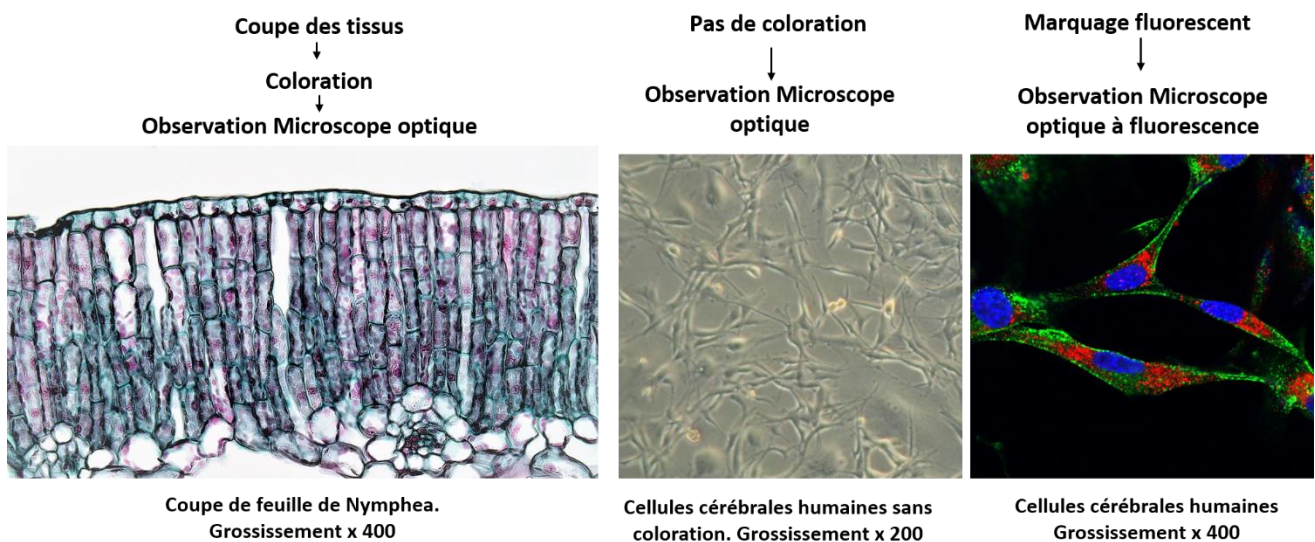 Coupe des tissus
Coloration
Observation Microscope optique
Coupe de feuille de Nymphea.
Grossissement x 400
Pas de coloration
Observation Microscope
optique
Cellules cérébrales humaines sans
coloration. Grossissement x 200
Marquage fluorescent
Observation Microscope
optique à fluorescence
Cellules cérébrales humaines
Grossissement x 400